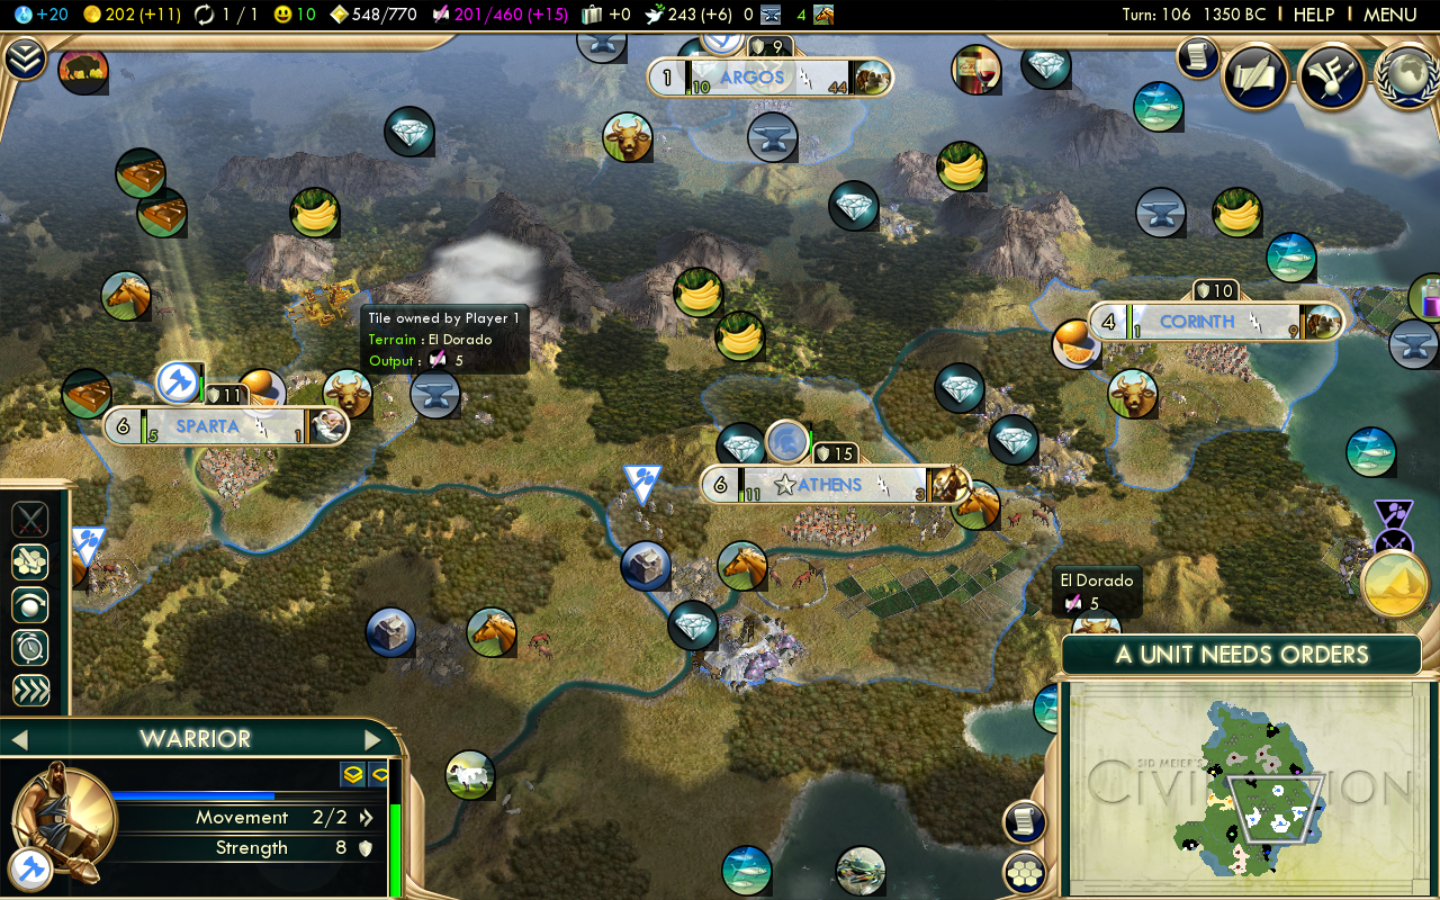 +20 202 (+11) 1 / 1 10 548/770 201/460 (+15) +0 243 (+6) 0 4 Turn: 106 1350 BC HELP MENU
9
1 ARGOS
10 44
10
4 CORINTH
1 9
Tile owned by Player 1
Terrain : El Dorado
Output : 5
11
6 SPARTA
5 1
15
6 ATHENS
11 3
El Dorado
5
A UNIT NEEDS ORDERS
WARRIOR
Movement 2/2
Strength 8
SID MEIER'S
CIVILIZATION